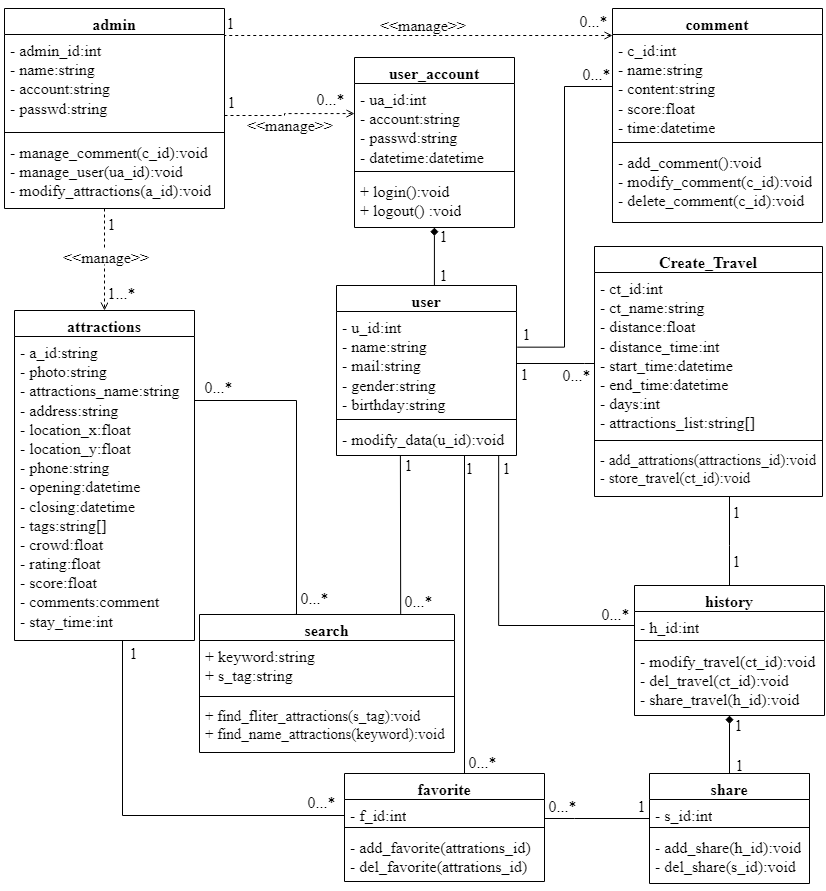 admin
- admin_id:int
- name:string
- account:string
- passwd:string
- manage_comment(c_id):void
- manage_user(ua_id):void
- modify_attractions(a_id):void
1
<<manage>>
0...*
comment
- c_id:int
- name:string
- content:string
- score:float
- time:datetime
- add_comment():void
- modify_comment(c_id):void
- delete_comment(c_id):void
1
<<manage>>
0...*
user_account
- ua_id:int
- account:string
- passwd:string
- datetime:datetime
+ login():void
+ logout() :void
0...*
1
1
1
<<manage>>
1...*
attractions
- a_id:string
- photo:string
- attractions_name:string
- address:string
- location_x:float
- location_y:float
- phone:string
- opening:datetime
- closing:datetime
- tags:string[]
- crowd:float
- rating:float
- score:float
- comments:comment
- stay_time:int
0...*
user
- u_id:int
- name:string
- mail:string
- gender:string
- birthday:string
- modify_data(u_id):void
1
1
0...*
Create_Travel
- ct_id:int
- ct_name:string
- distance:float
- distance_time:int
- start_time:datetime
- end_time:datetime
- days:int
- attractions_list:string[]
- add_attrations(attractions_id):void
- store_travel(ct_id):void
1
1
1
1
1
0...*
0...*
0...*
search
+ keyword:string
+ s_tag:string
+ find_fliter_attractions(s_tag):void
+ find_name_attractions(keyword):void
history
- h_id:int
- modify_travel(ct_id):void
- del_travel(ct_id):void
- share_travel(h_id):void
1
1
1
0...*
0...*
favorite
- f_id:int
- add_favorite(attrations_id)
- del_favorite(attrations_id)
0...*
1
share
- s_id:int
- add_share(h_id):void
- del_share(s_id):void